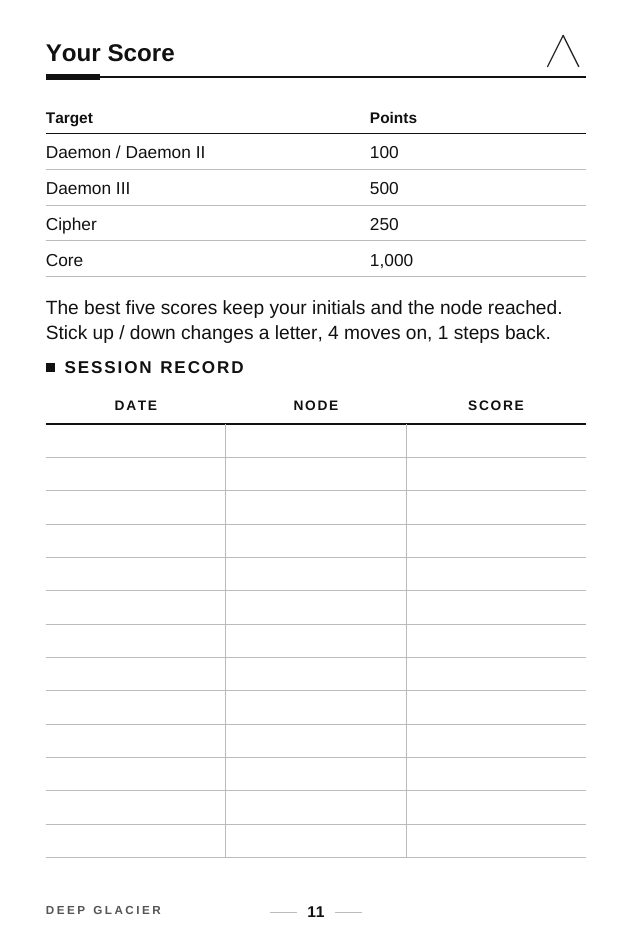 Your Score
Target Points
Daemon / Daemon II 100
Daemon III 500
Cipher 250
Core 1,000
The best five scores keep your initials and the node reached.
Stick up / down changes a letter, 4 moves on, 1 steps back.
SESSION RECORD
DATE NODE SCORE
DEEP GLACIER 11